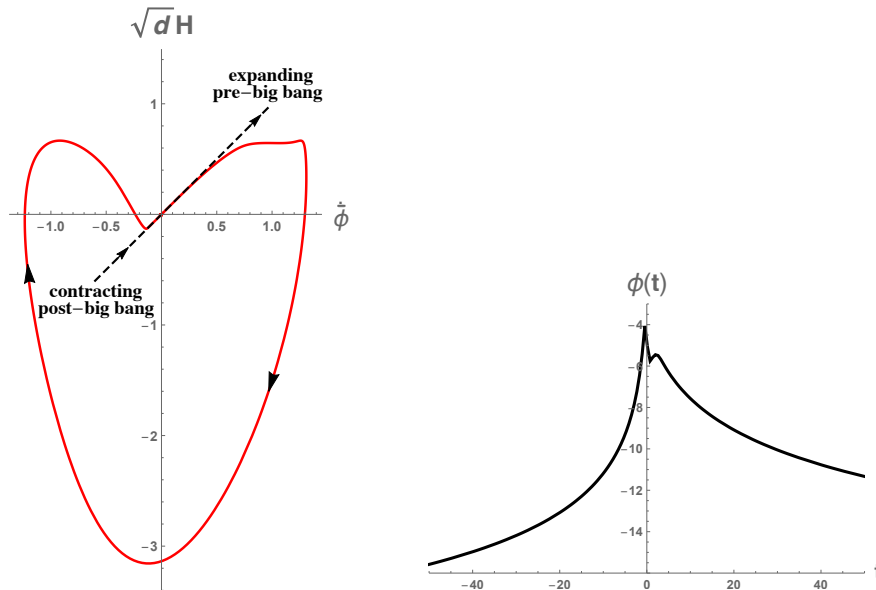 √d H
expanding
pre−big bang
1
−1.0
−0.5
0.5
1.0
ϕ̄̇
contracting
post−big bang
−1
−2
−3
ϕ(t)
−4
−6
−8
−10
−12
−14
−40
−20
0
20
40